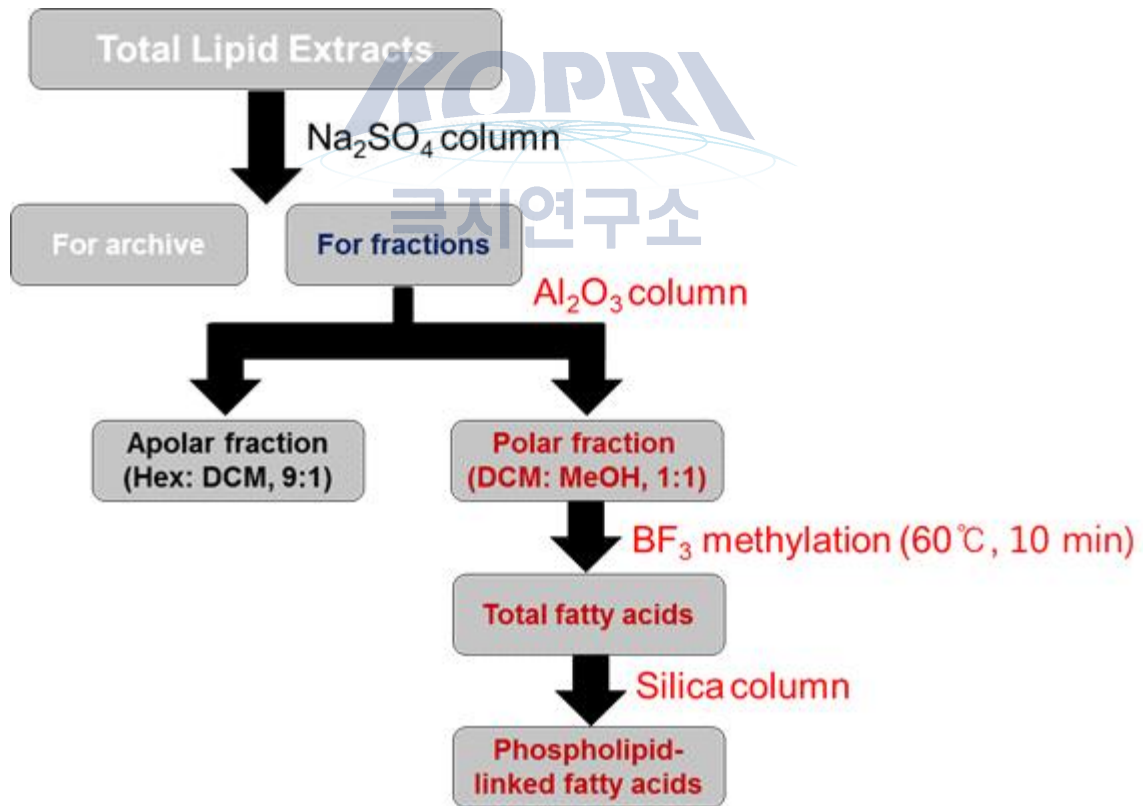 Total Lipid Extracts
KOPRI
Na₂SO₄ column
극지연구소
For archive
For fractions
Al₂O₃ column
Apolar fraction
(Hex: DCM, 9:1)
Polar fraction
(DCM: MeOH, 1:1)
BF₃ methylation (60℃, 10 min)
Total fatty acids
Silica column
Phospholipid-
linked fatty acids